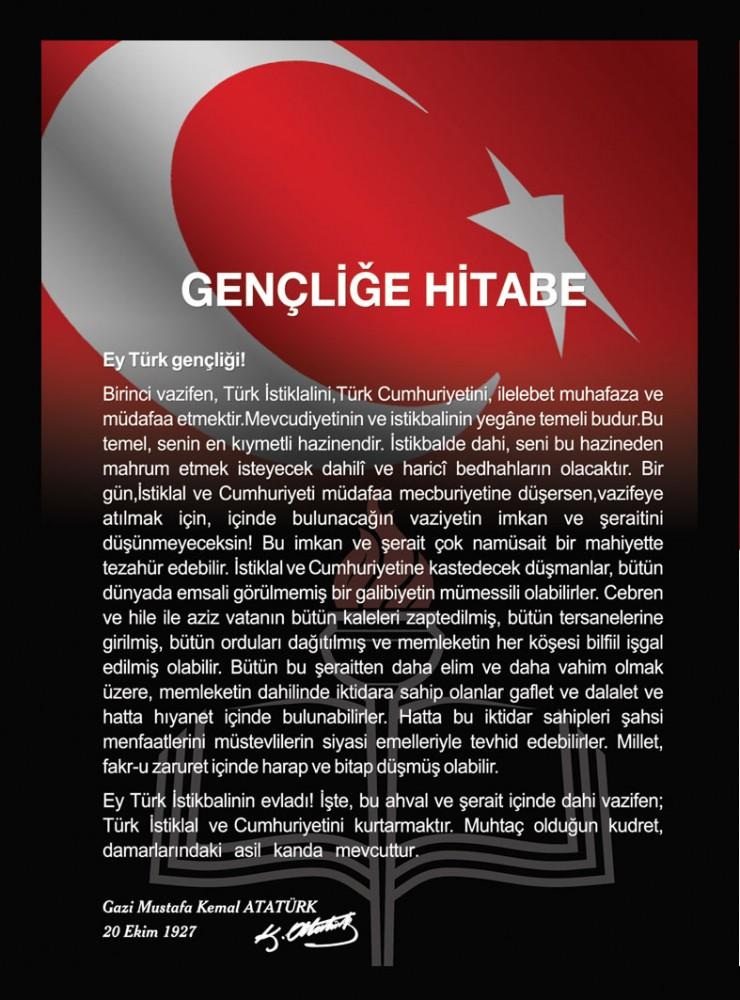 GENÇLİĞE HİTABE
Ey Türk gençliği!
Birinci vazifen, Türk İstiklalini,Türk Cumhuriyetini, ilelebet muhafaza ve
müdafaa etmektir.Mevcudiyetinin ve istikbalinin yegâne temeli budur.Bu
temel, senin en kıymetli hazinendir. İstikbalde dahi, seni bu hazineden
mahrum etmek isteyecek dahilî ve haricî bedhahların olacaktır. Bir
gün,İstiklal ve Cumhuriyeti müdafaa mecburiyetine düşersen,vazifeye
atılmak için, içinde bulunacağın vaziyetin imkan ve şeraitini
düşünmeyeceksin! Bu imkan ve şerait çok namüsait bir mahiyette
tezahür edebilir. İstiklal ve Cumhuriyetine kastedecek düşmanlar, bütün
dünyada emsali görülmemiş bir galibiyetin mümessili olabilirler. Cebren
ve hile ile aziz vatanın bütün kaleleri zaptedilmiş, bütün tersanelerine
girilmiş, bütün orduları dağıtılmış ve memleketin her köşesi bilfiil işgal
edilmiş olabilir. Bütün bu şeraitten daha elim ve daha vahim olmak
üzere, memleketin dahilinde iktidara sahip olanlar gaflet ve dalalet ve
hatta hıyanet içinde bulunabilirler. Hatta bu iktidar sahipleri şahsi
menfaatlerini müstevlilerin siyasi emelleriyle tevhid edebilirler. Millet,
fakr-u zaruret içinde harap ve bitap düşmüş olabilir.
Ey Türk İstikbalinin evladı! İşte, bu ahval ve şerait içinde dahi vazifen;
Türk İstiklal ve Cumhuriyetini kurtarmaktır. Muhtaç olduğun kudret,
damarlarındaki asil kanda mevcuttur.
Gazi Mustafa Kemal ATATÜRK
20 Ekim 1927
K. Atatürk